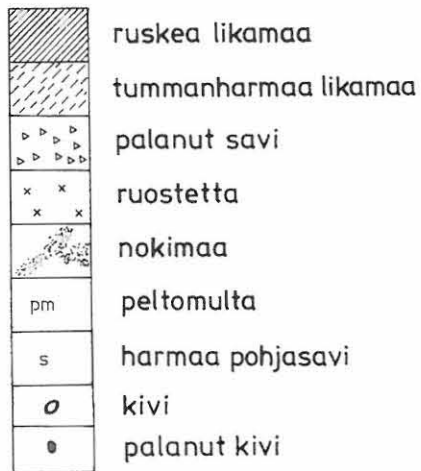 ruskea likamaa
tummanharmaa likamaa
palanut savi
ruostetta
nokimaa
pm peltomulta
s harmaa pohjasavi
kivi
palanut kivi